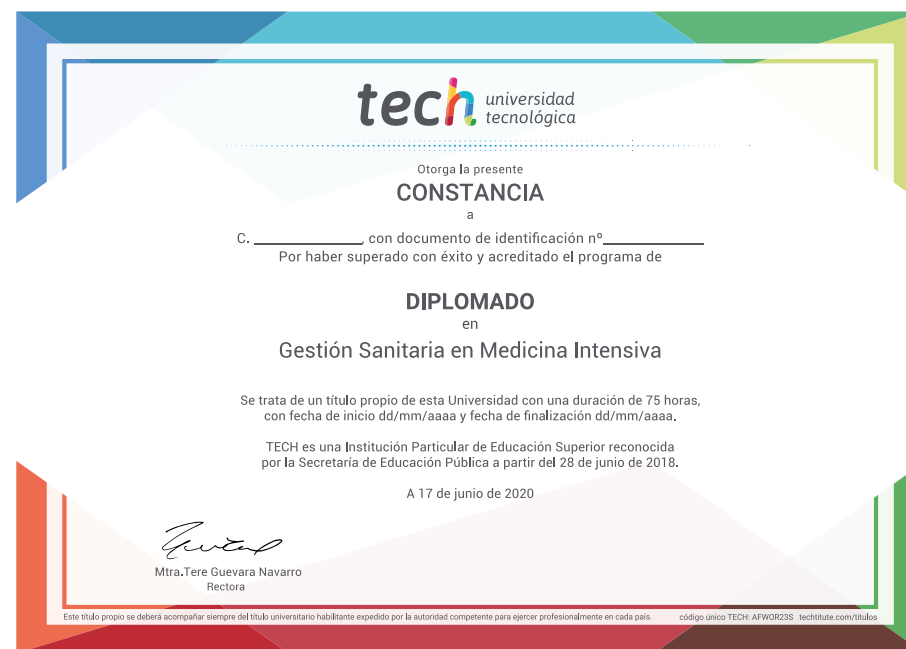 tech universidad
tecnológica
Otorga la presente
CONSTANCIA
a
C. ______________, con documento de identificación nº_____________
Por haber superado con éxito y acreditado el programa de
DIPLOMADO
en
Gestión Sanitaria en Medicina Intensiva
Se trata de un título propio de esta Universidad con una duración de 75 horas,
con fecha de inicio dd/mm/aaaa y fecha de finalización dd/mm/aaaa.
TECH es una Institución Particular de Educación Superior reconocida
por la Secretaría de Educación Pública a partir del 28 de junio de 2018.
A 17 de junio de 2020
Mtra.Tere Guevara Navarro
Rectora
Este título propio se deberá acompañar siempre del título universitario habilitante expedido por la autoridad competente para ejercer profesionalmente en cada país. código único TECH: AFWOR23S techtitute.com/titulos